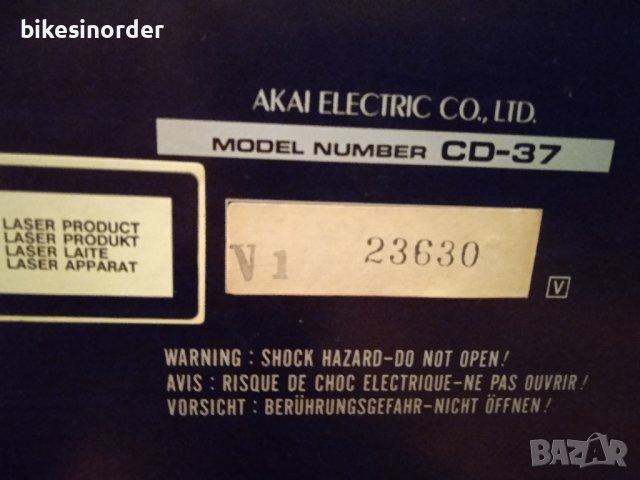 bikesinorder
AKAI ELECTRIC CO., LTD.
MODEL NUMBER CD-37
LASER PRODUCT
LASER PRODUKT
LASER LAITE
LASER APPARAT
V1 23630
V
WARNING : SHOCK HAZARD–DO NOT OPEN!
AVIS : RISQUE DE CHOC ELECTRIQUE–NE PAS OUVRIR!
VORSICHT : BERÜHRUNGSGEFAHR–NICHT ÖFFNEN!
BAZAR